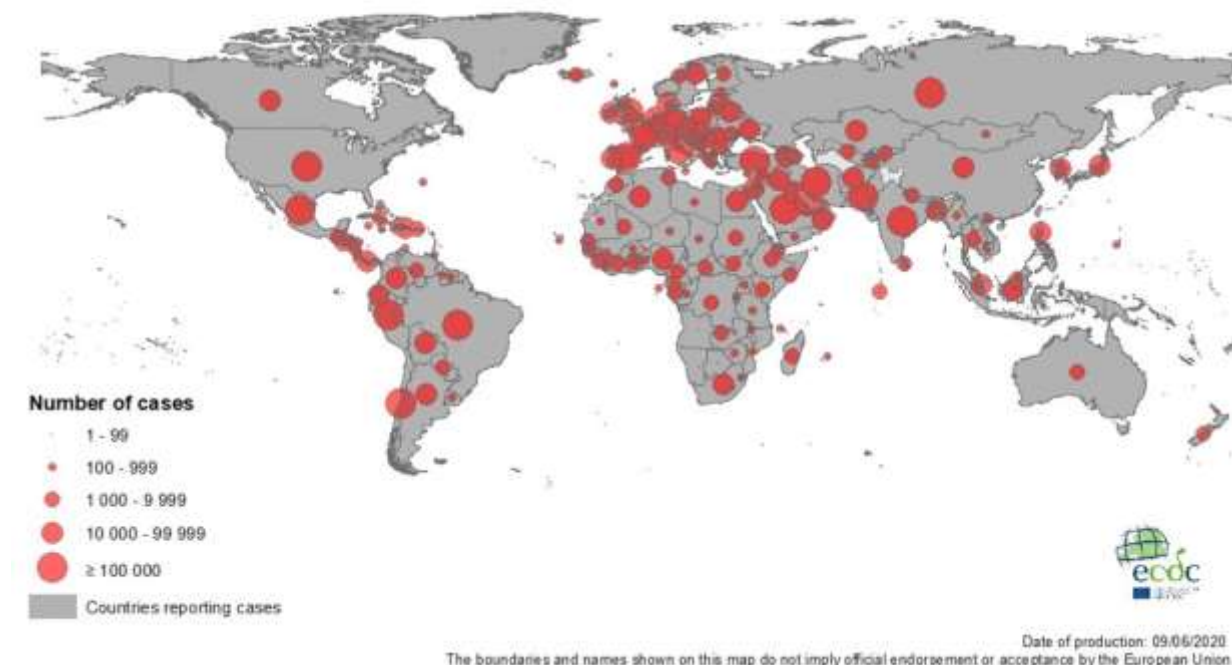 Number of cases
1 - 99
100 - 999
1 000 - 9 999
10 000 - 99 999
≥ 100 000
Countries reporting cases
ecdc
Date of production: 09/06/2020
The boundaries and names shown on this map do not imply official endorsement or acceptance by the European Union